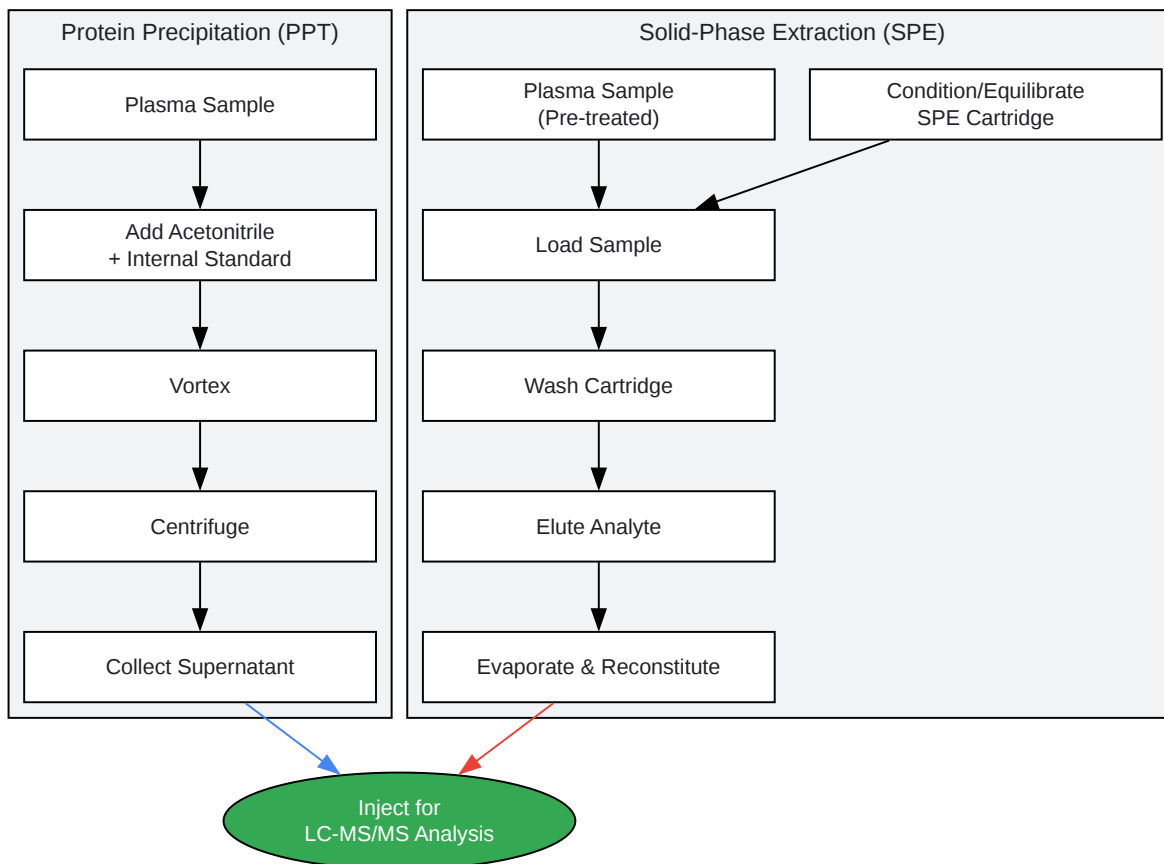 Protein Precipitation (PPT)
Plasma Sample
Add Acetonitrile
+ Internal Standard
Vortex
Centrifuge
Collect Supernatant
Solid-Phase Extraction (SPE)
Plasma Sample
(Pre-treated)
Condition/Equilibrate
SPE Cartridge
Load Sample
Wash Cartridge
Elute Analyte
Evaporate & Reconstitute
Inject for
LC-MS/MS Analysis